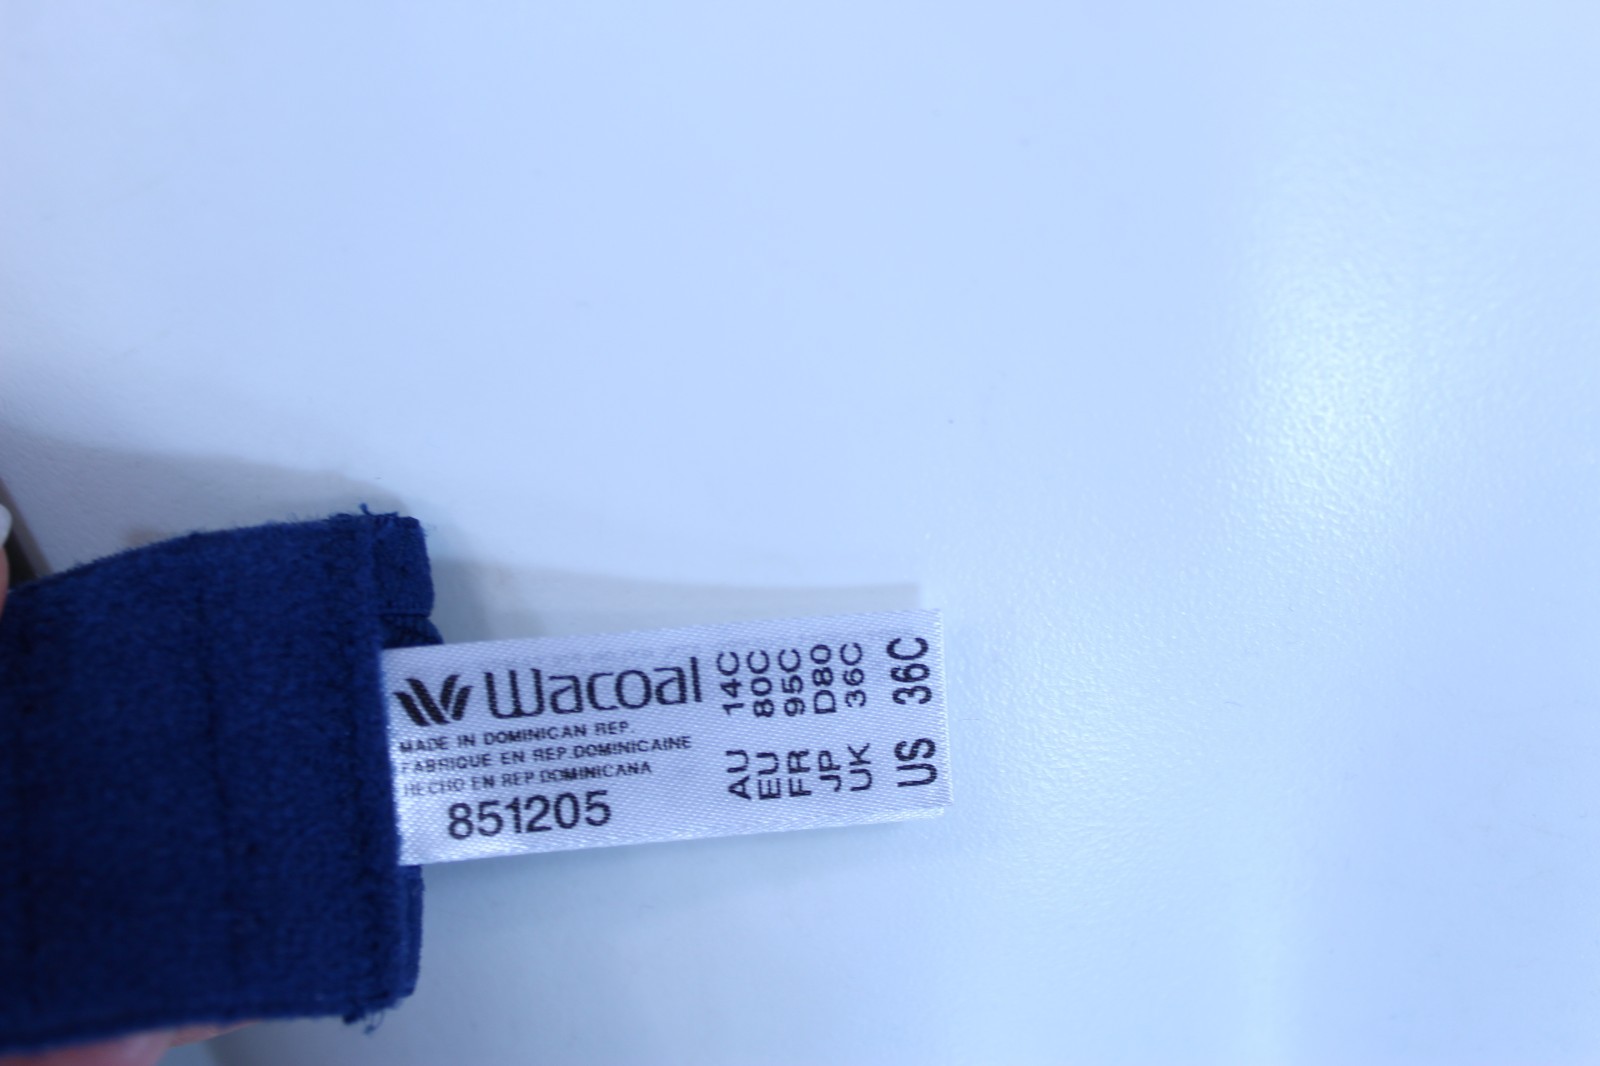 Wacoal
MADE IN DOMINICAN REP.
FABRIQUE EN REP DOMINICAINE
HECHO EN REP DOMINICANA
851205
AU 14C
EU 80C
FR 95C
JP D80
UK 36C
US 36C